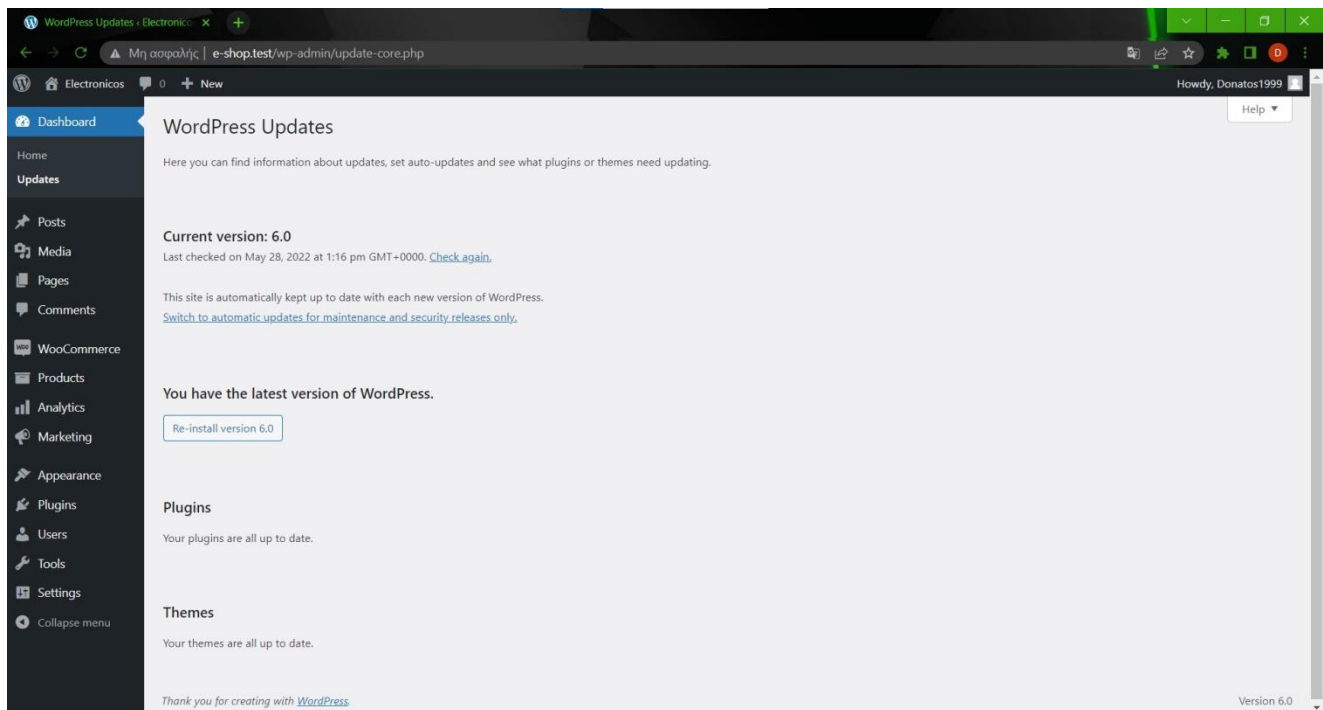 WordPress Updates ‹ Electronico
Μη ασφαλής | e-shop.test/wp-admin/update-core.php
D
Electronicos 0 + New
Howdy, Donatos1999
Help ▼
Dashboard
Home
Updates
Posts
Media
Pages
Comments
WOO WooCommerce
Products
Analytics
Marketing
Appearance
Plugins
Users
Tools
Settings
Collapse menu
WordPress Updates
Here you can find information about updates, set auto-updates and see what plugins or themes need updating.
Current version: 6.0
Last checked on May 28, 2022 at 1:16 pm GMT+0000. Check again.
This site is automatically kept up to date with each new version of WordPress.
Switch to automatic updates for maintenance and security releases only.
You have the latest version of WordPress.
Re-install version 6.0
Plugins
Your plugins are all up to date.
Themes
Your themes are all up to date.
Thank you for creating with WordPress.
Version 6.0